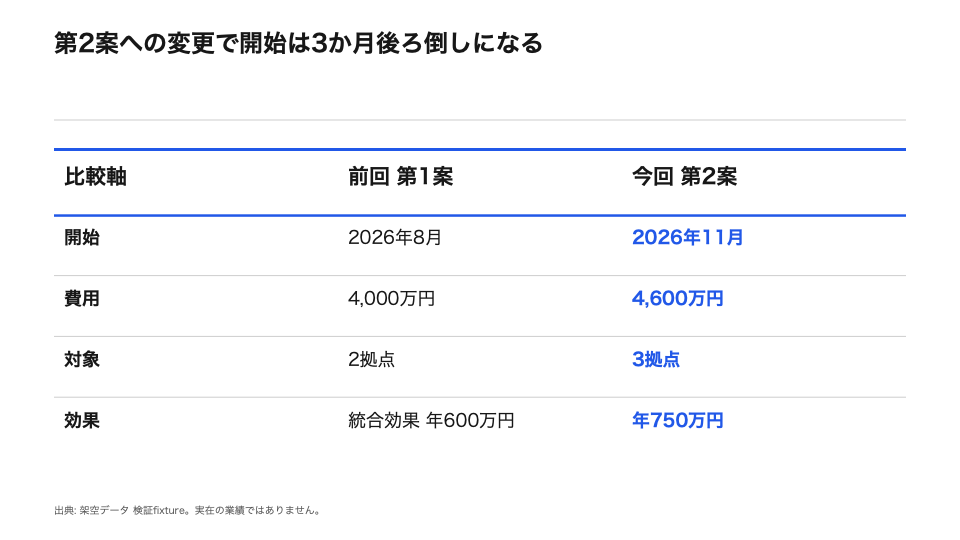 第2案への変更で開始は3か月後ろ倒しになる
比較軸 前回 第1案 今回 第2案
開始 2026年8月 2026年11月
費用 4,000万円 4,600万円
対象 2拠点 3拠点
効果 統合効果 年600万円 年750万円
出典: 架空データ 検証fixture。実在の業績ではありません。